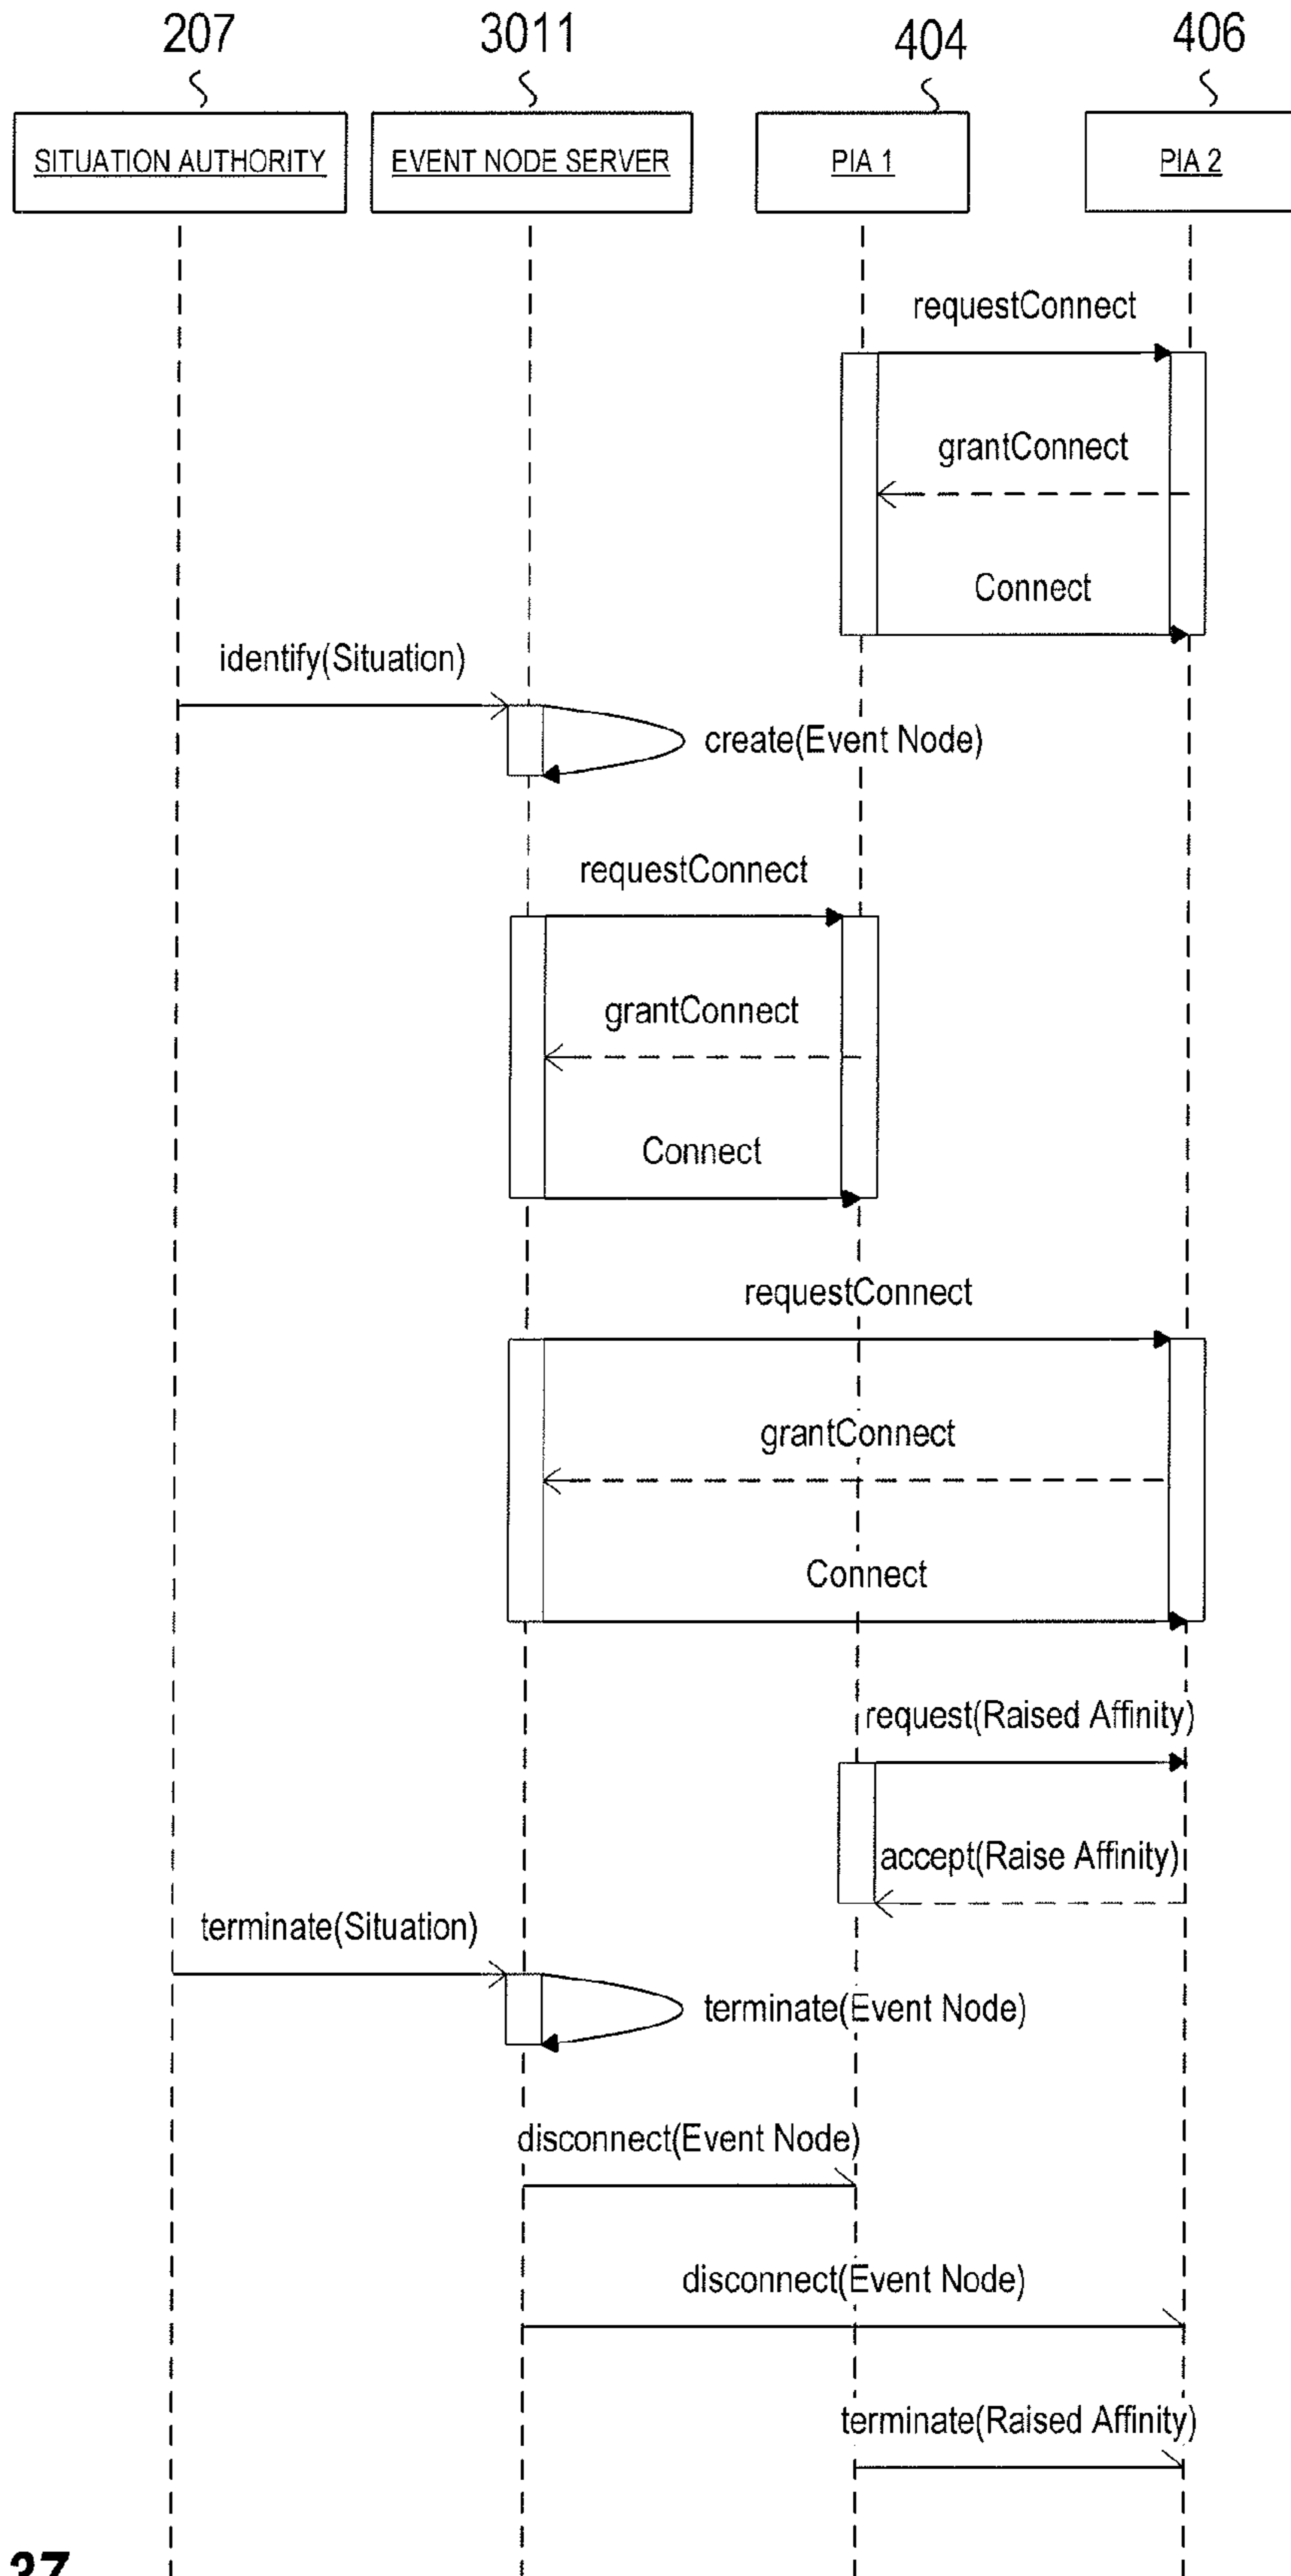 207
3011
404
406
SITUATION AUTHORITY
EVENT NODE SERVER
PIA 1
PIA 2
requestConnect
grantConnect
Connect
identify(Situation)
create(Event Node)
requestConnect
grantConnect
Connect
requestConnect
grantConnect
Connect
request(Raised Affinity)
accept(Raise Affinity)
terminate(Situation)
terminate(Event Node)
disconnect(Event Node)
disconnect(Event Node)
terminate(Raised Affinity)
37